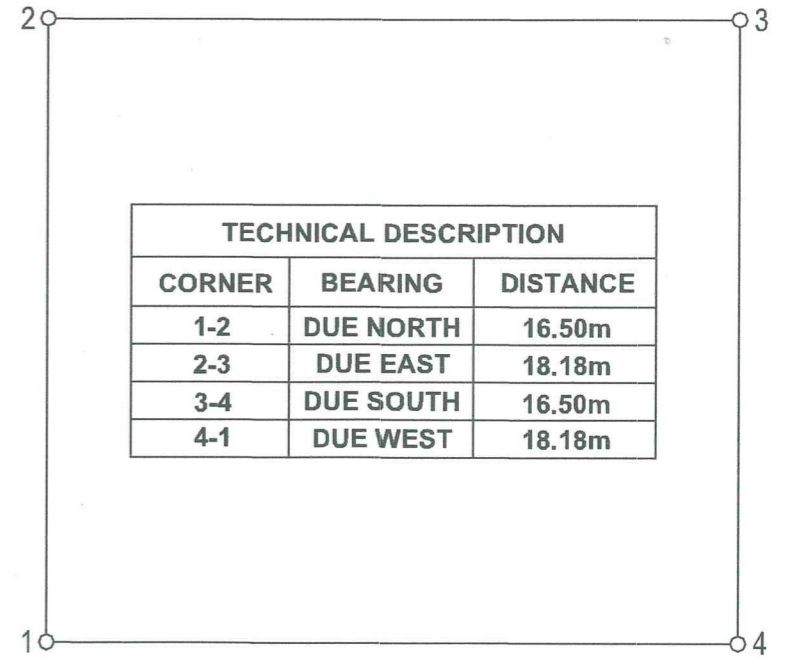 2 3
TECHNICAL DESCRIPTION
CORNER BEARING DISTANCE
1-2 DUE NORTH 16.50m
2-3 DUE EAST 18.18m
3-4 DUE SOUTH 16.50m
4-1 DUE WEST 18.18m
1 4